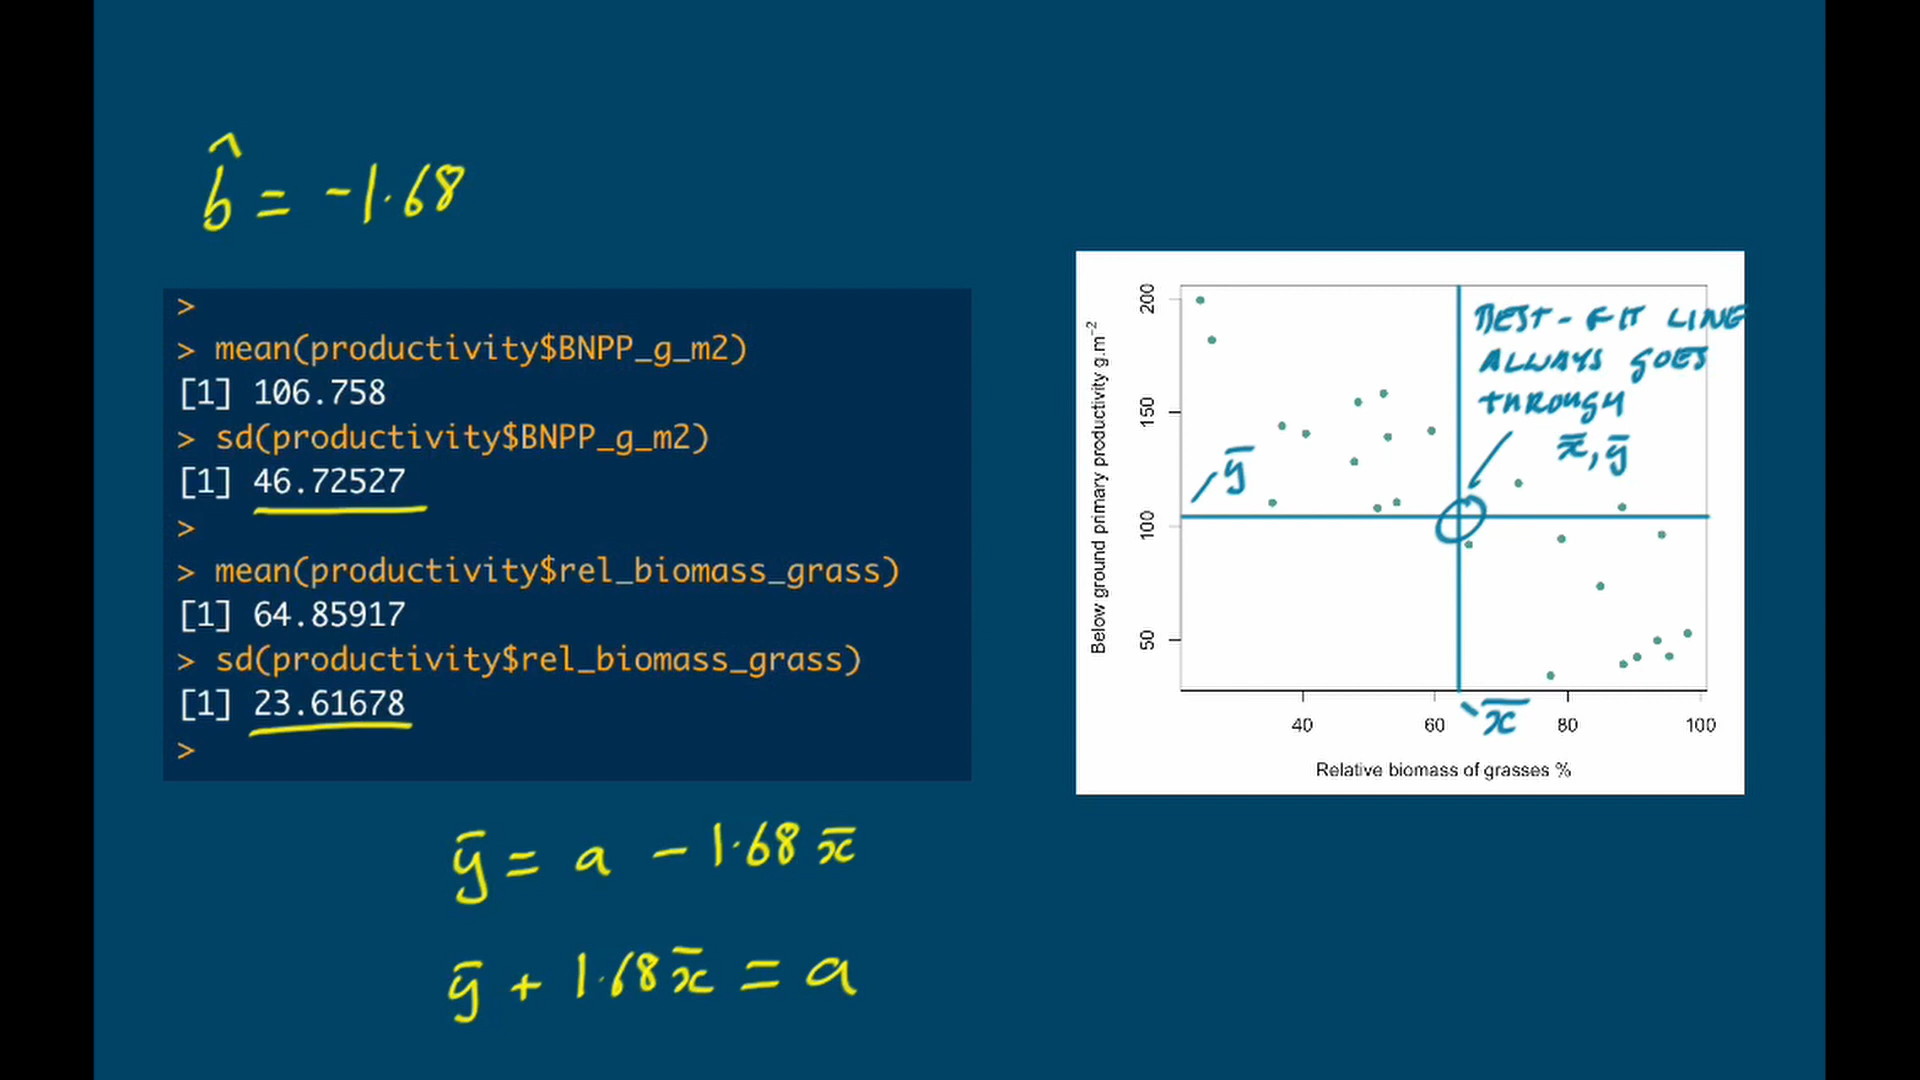 b̂ = -1.68
>
> mean(productivity$BNPP_g_m2)
[1] 106.758
> sd(productivity$BNPP_g_m2)
[1] 46.72527
>
> mean(productivity$rel_biomass_grass)
[1] 64.85917
> sd(productivity$rel_biomass_grass)
[1] 23.61678
>
ȳ = a - 1.68 x̄
ȳ + 1.68 x̄ = a
Below ground primary productivity g.m⁻²
200
150
100
50
BEST-FIT LINE
ALWAYS GOES
THROUGH
x̄, ȳ
ȳ
x̄
40 60 80 100
Relative biomass of grasses %